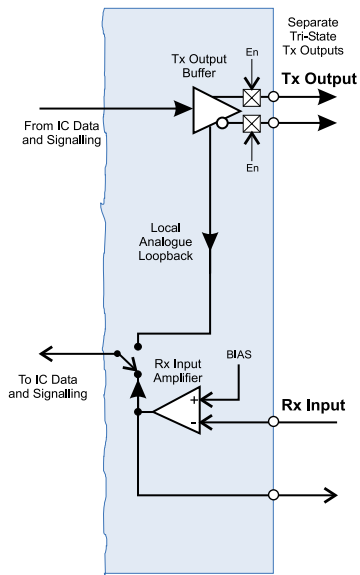 Separate
Tri-State
Tx Outputs
Tx Output
Buffer
En
Tx Output
From IC Data
and Signalling
En
Local
Analogue
Loopback
To IC Data
and Signalling
Rx Input
Amplifier
BIAS
+
-
Rx Input